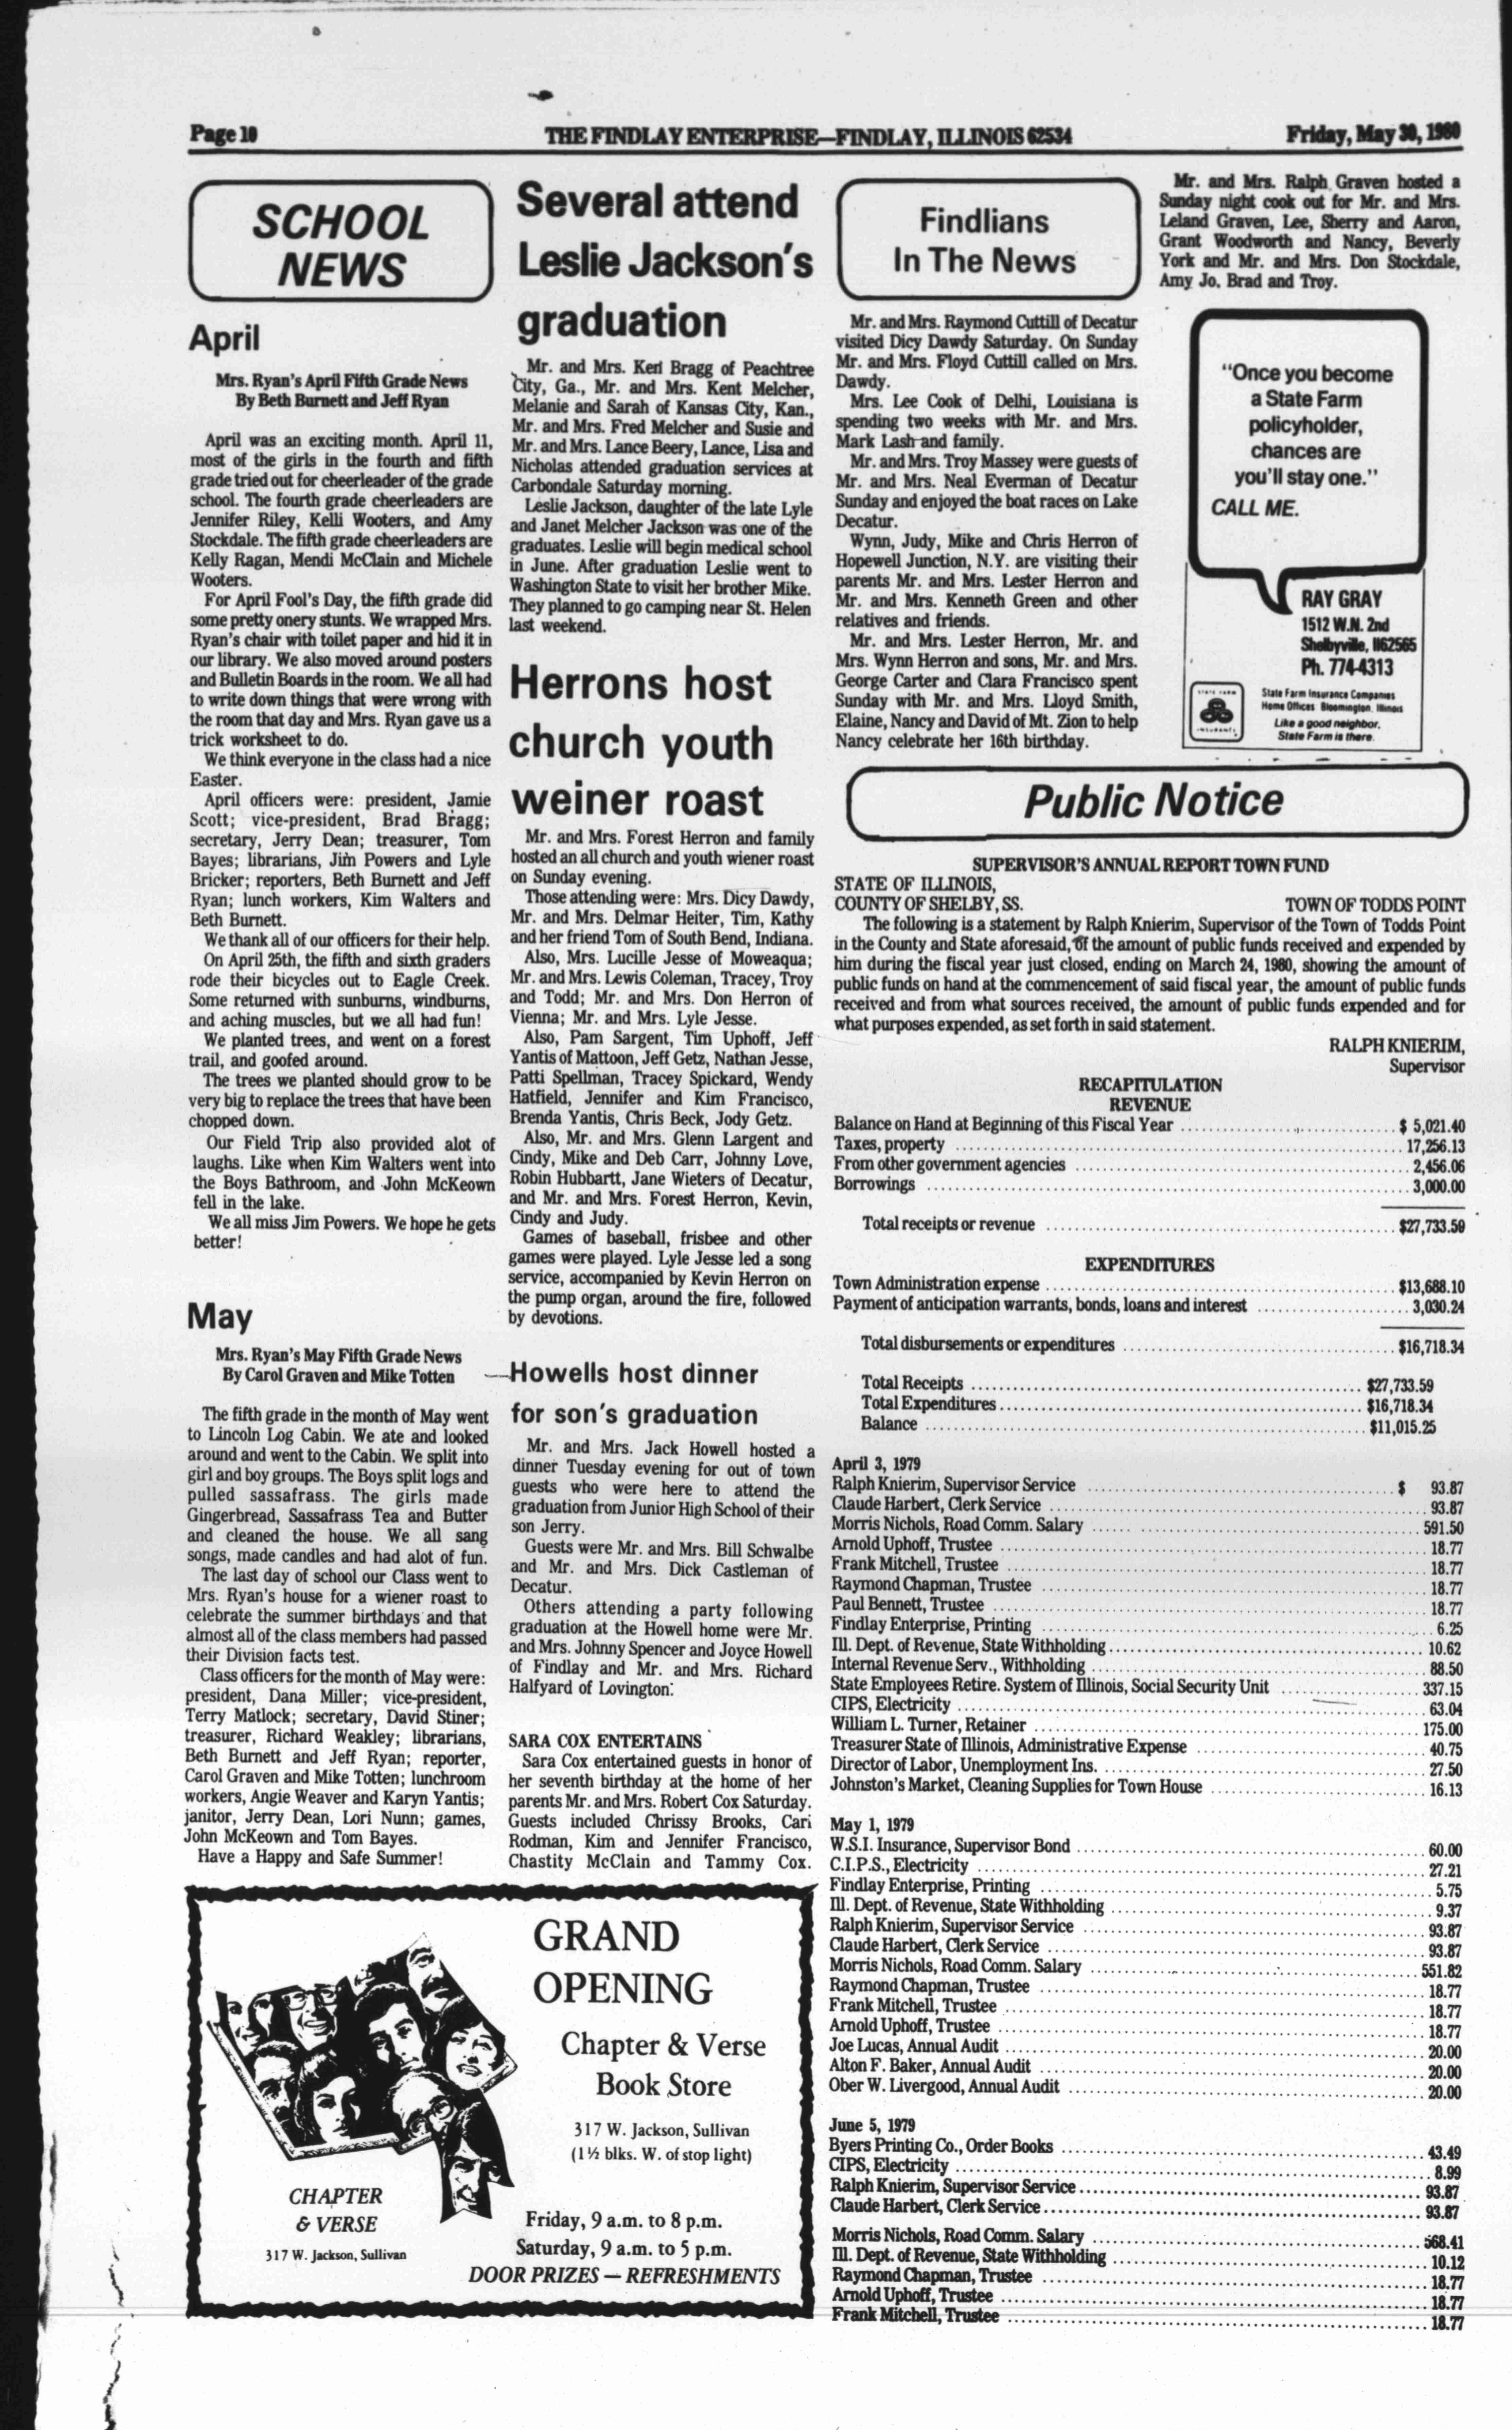 Page 10
THE FINDLAY ENTERPRISE—FINDLAY, ILLINOIS 62534
Friday, May 30, 1980
SCHOOL
NEWS
April
Mrs. Ryan's April Fifth Grade News
By Beth Burnett and Jeff Ryan
April was an exciting month. April 11,
most of the girls in the fourth and fifth
grade tried out for cheerleader of the grade
school. The fourth grade cheerleaders are
Jennifer Riley, Kelli Wooters, and Amy
Stockdale. The fifth grade cheerleaders are
Kelly Ragan, Mendi McClain and Michele
Wooters.
For April Fool's Day, the fifth grade did
some pretty onery stunts. We wrapped Mrs.
Ryan's chair with toilet paper and hid it in
our library. We also moved around posters
and Bulletin Boards in the room. We all had
to write down things that were wrong with
the room that day and Mrs. Ryan gave us a
trick worksheet to do.
We think everyone in the class had a nice
Easter.
April officers were: president, Jamie
Scott; vice-president, Brad Bragg;
secretary, Jerry Dean; treasurer, Tom
Bayes; librarians, Jim Powers and Lyle
Bricker; reporters, Beth Burnett and Jeff
Ryan; lunch workers, Kim Walters and
Beth Burnett.
We thank all of our officers for their help.
On April 25th, the fifth and sixth graders
rode their bicycles out to Eagle Creek.
Some returned with sunburns, windburns,
and aching muscles, but we all had fun!
We planted trees, and went on a forest
trail, and goofed around.
The trees we planted should grow to be
very big to replace the trees that have been
chopped down.
Our Field Trip also provided alot of
laughs. Like when Kim Walters went into
the Boys Bathroom, and John McKeown
fell in the lake.
We all miss Jim Powers. We hope he gets
better!
May
Mrs. Ryan's May Fifth Grade News
By Carol Graven and Mike Totten
The fifth grade in the month of May went
to Lincoln Log Cabin. We ate and looked
around and went to the Cabin. We split into
girl and boy groups. The Boys split logs and
pulled sassafrass. The girls made
Gingerbread, Sassafrass Tea and Butter
and cleaned the house. We all sang
songs, made candles and had alot of fun.
The last day of school our Class went to
Mrs. Ryan's house for a wiener roast to
celebrate the summer birthdays and that
almost all of the class members had passed
their Division facts test.
Class officers for the month of May were:
president, Dana Miller; vice-president,
Terry Matlock; secretary, David Stiner;
treasurer, Richard Weakley; librarians,
Beth Burnett and Jeff Ryan; reporter,
Carol Graven and Mike Totten; lunchroom
workers, Angie Weaver and Karyn Yantis;
janitor, Jerry Dean, Lori Nunn; games,
John McKeown and Tom Bayes.
Have a Happy and Safe Summer!
Several attend
Leslie Jackson's
graduation
Mr. and Mrs. Ken Bragg of Peachtree
City, Ga., Mr. and Mrs. Kent Melcher,
Melanie and Sarah of Kansas City, Kan.,
Mr. and Mrs. Fred Melcher and Susie and
Mr. and Mrs. Lance Beery, Lance, Lisa and
Nicholas attended graduation services at
Carbondale Saturday morning.
Leslie Jackson, daughter of the late Lyle
and Janet Melcher Jackson was one of the
graduates. Leslie will begin medical school
in June. After graduation Leslie went to
Washington State to visit her brother Mike.
They planned to go camping near St. Helen
last weekend.
Herrons host
church youth
weiner roast
Mr. and Mrs. Forest Herron and family
hosted an all church and youth wiener roast
on Sunday evening.
Those attending were: Mrs. Dicy Dawdy,
Mr. and Mrs. Delmar Heiter, Tim, Kathy
and her friend Tom of South Bend, Indiana.
Also, Mrs. Lucille Jesse of Moweaqua;
Mr. and Mrs. Lewis Coleman, Tracey, Troy
and Todd; Mr. and Mrs. Don Herron of
Vienna; Mr. and Mrs. Lyle Jesse.
Also, Pam Sargent, Tim Uphoff, Jeff
Yantis of Mattoon, Jeff Getz, Nathan Jesse,
Patti Spellman, Tracey Spickard, Wendy
Hatfield, Jennifer and Kim Francisco,
Brenda Yantis, Chris Beck, Jody Getz.
Also, Mr. and Mrs. Glenn Largent and
Cindy, Mike and Deb Carr, Johnny Love,
Robin Hubbartt, Jane Wieters of Decatur,
and Mr. and Mrs. Forest Herron, Kevin,
Cindy and Judy.
Games of baseball, frisbee and other
games were played. Lyle Jesse led a song
service, accompanied by Kevin Herron on
the pump organ, around the fire, followed
by devotions.
Howells host dinner
for son's graduation
Mr. and Mrs. Jack Howell hosted a
dinner Tuesday evening for out of town
guests who were here to attend the
graduation from Junior High School of their
son Jerry.
Guests were Mr. and Mrs. Bill Schwalbe
and Mr. and Mrs. Dick Castleman of
Decatur.
Others attending a party following
graduation at the Howell home were Mr.
and Mrs. Johnny Spencer and Joyce Howell
of Findlay and Mr. and Mrs. Richard
Halfyard of Lovington.
SARA COX ENTERTAINS
Sara Cox entertained guests in honor of
her seventh birthday at the home of her
parents Mr. and Mrs. Robert Cox Saturday.
Guests included Chrissy Brooks, Cari
Rodman, Kim and Jennifer Francisco,
Chastity McClain and Tammy Cox.
GRAND
OPENING
Chapter & Verse
Book Store
317 W. Jackson, Sullivan
(1½ blks. W. of stop light)
CHAPTER
& VERSE
317 W. Jackson, Sullivan
Friday, 9 a.m. to 8 p.m.
Saturday, 9 a.m. to 5 p.m.
DOOR PRIZES — REFRESHMENTS
Findlians
In The News
Mr. and Mrs. Raymond Cuttill of Decatur
visited Dicy Dawdy Saturday. On Sunday
Mr. and Mrs. Floyd Cuttill called on Mrs.
Dawdy.
Mrs. Lee Cook of Delhi, Louisiana is
spending two weeks with Mr. and Mrs.
Mark Lash and family.
Mr. and Mrs. Troy Massey were guests of
Mr. and Mrs. Neal Everman of Decatur
Sunday and enjoyed the boat races on Lake
Decatur.
Wynn, Judy, Mike and Chris Herron of
Hopewell Junction, N.Y. are visiting their
parents Mr. and Mrs. Lester Herron and
Mr. and Mrs. Kenneth Green and other
relatives and friends.
Mr. and Mrs. Lester Herron, Mr. and
Mrs. Wynn Herron and sons, Mr. and Mrs.
George Carter and Clara Francisco spent
Sunday with Mr. and Mrs. Lloyd Smith,
Elaine, Nancy and David of Mt. Zion to help
Nancy celebrate her 16th birthday.
Mr. and Mrs. Ralph Graven hosted a
Sunday night cook out for Mr. and Mrs.
Leland Graven, Lee, Sherry and Aaron,
Grant Woodworth and Nancy, Beverly
York and Mr. and Mrs. Don Stockdale,
Amy Jo, Brad and Troy.
"Once you become
a State Farm
policyholder,
chances are
you'll stay one."
CALL ME.
RAY GRAY
1512 W.N. 2nd
Shelbyville, Il 62565
Ph. 774-4313
STATE FARM
INSURANCE
State Farm Insurance Companies
Home Offices Bloomington, Illinois
Like a good neighbor,
State Farm is there.
Public Notice
SUPERVISOR'S ANNUAL REPORT TOWN FUND
STATE OF ILLINOIS,
COUNTY OF SHELBY, SS. TOWN OF TODDS POINT
The following is a statement by Ralph Knierim, Supervisor of the Town of Todds Point
in the County and State aforesaid, of the amount of public funds received and expended by
him during the fiscal year just closed, ending on March 24, 1980, showing the amount of
public funds on hand at the commencement of said fiscal year, the amount of public funds
received and from what sources received, the amount of public funds expended and for
what purposes expended, as set forth in said statement.
RALPH KNIERIM,
Supervisor
RECAPITULATION
REVENUE
Balance on Hand at Beginning of this Fiscal Year $ 5,021.40
Taxes, property 17,256.13
From other government agencies 2,456.06
Borrowings 3,000.00
Total receipts or revenue $27,733.59
EXPENDITURES
Town Administration expense $13,688.10
Payment of anticipation warrants, bonds, loans and interest 3,030.24
Total disbursements or expenditures $16,718.34
Total Receipts $27,733.59
Total Expenditures $16,718.34
Balance $11,015.25
April 3, 1979
Ralph Knierim, Supervisor Service $ 93.87
Claude Harbert, Clerk Service 93.87
Morris Nichols, Road Comm. Salary 591.50
Arnold Uphoff, Trustee 18.77
Frank Mitchell, Trustee 18.77
Raymond Chapman, Trustee 18.77
Paul Bennett, Trustee 18.77
Findlay Enterprise, Printing 6.25
Ill. Dept. of Revenue, State Withholding 10.62
Internal Revenue Serv., Withholding 88.50
State Employees Retire. System of Illinois, Social Security Unit 337.15
CIPS, Electricity 63.04
William L. Turner, Retainer 175.00
Treasurer State of Illinois, Administrative Expense 40.75
Director of Labor, Unemployment Ins. 27.50
Johnston's Market, Cleaning Supplies for Town House 16.13
May 1, 1979
W.S.I. Insurance, Supervisor Bond 60.00
C.I.P.S., Electricity 27.21
Findlay Enterprise, Printing 5.75
Ill. Dept. of Revenue, State Withholding 9.37
Ralph Knierim, Supervisor Service 93.87
Claude Harbert, Clerk Service 93.87
Morris Nichols, Road Comm. Salary 551.82
Raymond Chapman, Trustee 18.77
Frank Mitchell, Trustee 18.77
Arnold Uphoff, Trustee 18.77
Joe Lucas, Annual Audit 20.00
Alton F. Baker, Annual Audit 20.00
Ober W. Livergood, Annual Audit 20.00
June 5, 1979
Byers Printing Co., Order Books 43.49
CIPS, Electricity 8.99
Ralph Knierim, Supervisor Service 93.87
Claude Harbert, Clerk Service 93.87
Morris Nichols, Road Comm. Salary 568.41
Ill. Dept. of Revenue, State Withholding 10.12
Raymond Chapman, Trustee 18.77
Arnold Uphoff, Trustee 18.77
Frank Mitchell, Trustee 18.77